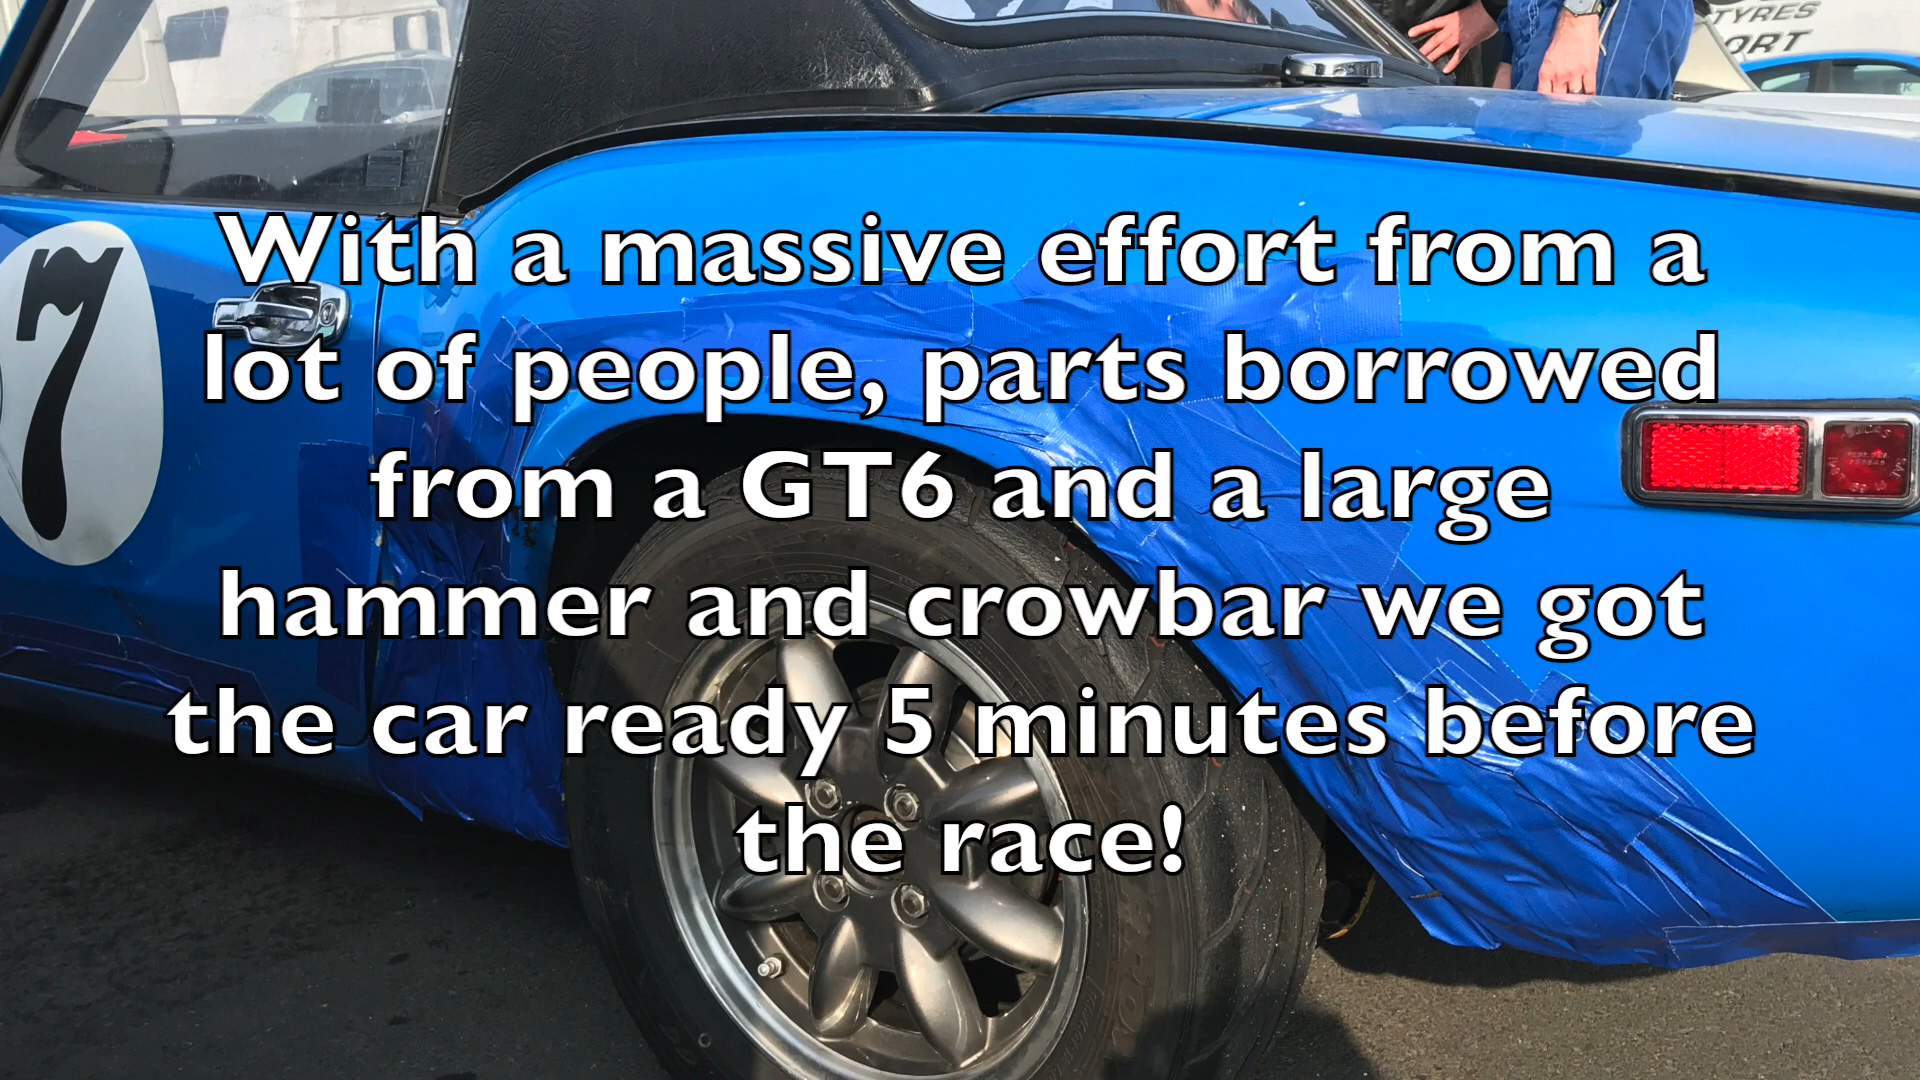 TYRES
ORT
With a massive effort from a
7
lot of people, parts borrowed
from a GT6 and a large
hammer and crowbar we got
the car ready 5 minutes before
the race!